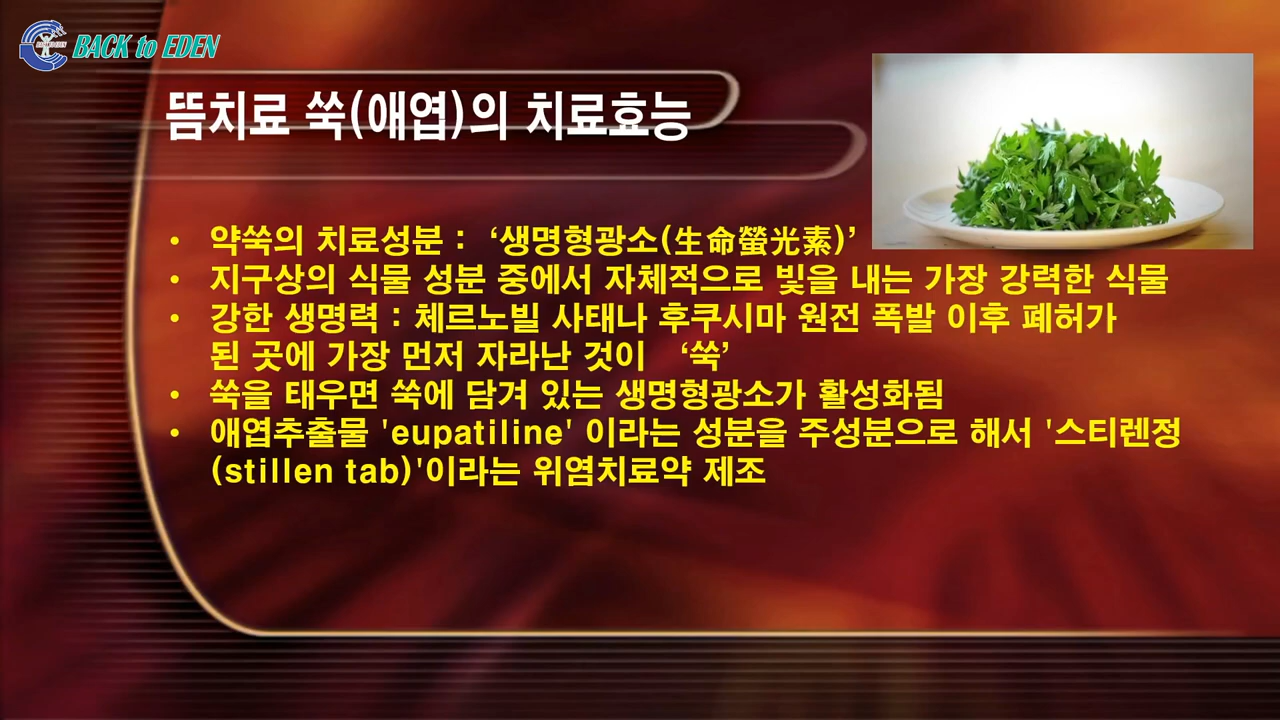 BACK to EDEN
뜸치료 쑥(애엽)의 치료효능
• 약쑥의 치료성분 : ‘생명형광소(生命螢光素)’
• 지구상의 식물 성분 중에서 자체적으로 빛을 내는 가장 강력한 식물
• 강한 생명력 : 체르노빌 사태나 후쿠시마 원전 폭발 이후 폐허가
된 곳에 가장 먼저 자라난 것이 ‘쑥’
• 쑥을 태우면 쑥에 담겨 있는 생명형광소가 활성화됨
• 애엽추출물 'eupatiline' 이라는 성분을 주성분으로 해서 '스티렌정
(stillen tab)'이라는 위염치료약 제조